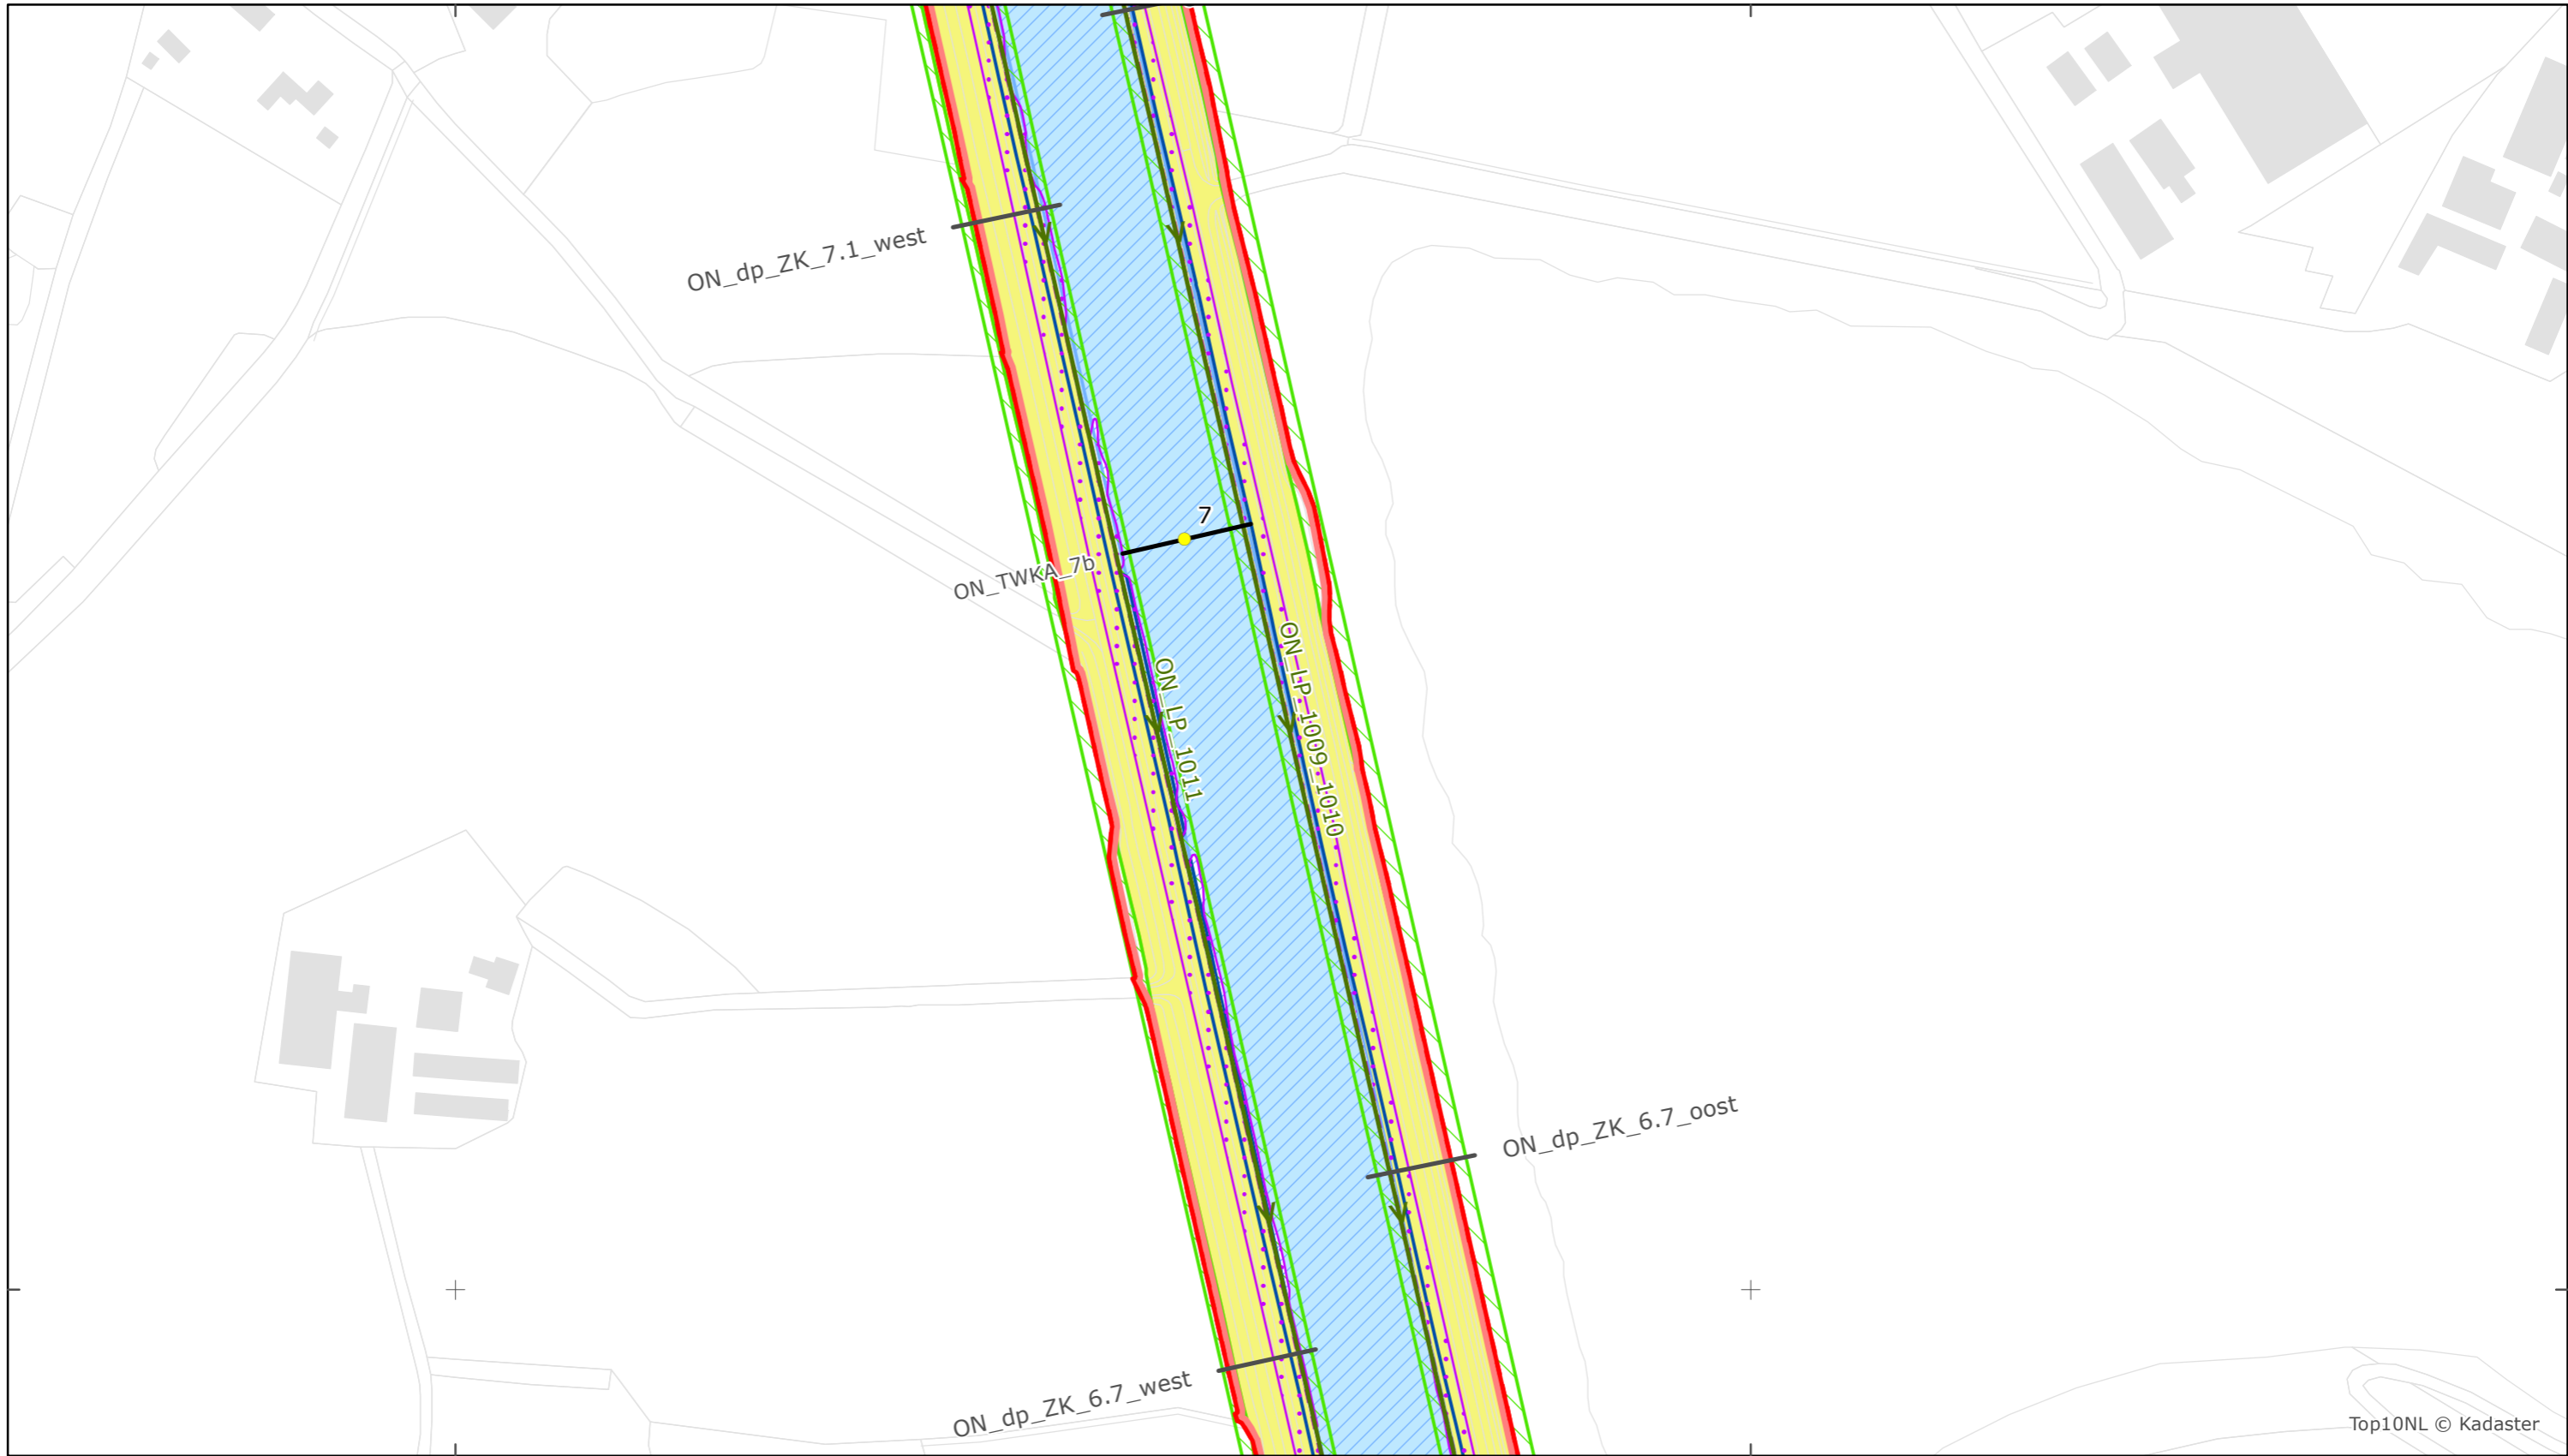 ON_dp_ZK_7.1_west
7
ON_TWKA_7b
ON_LP_1011
ON_LP_1009_1010
ON_dp_ZK_6.7_oost
ON_dp_ZK_6.7_west
Top10NL © Kadaster